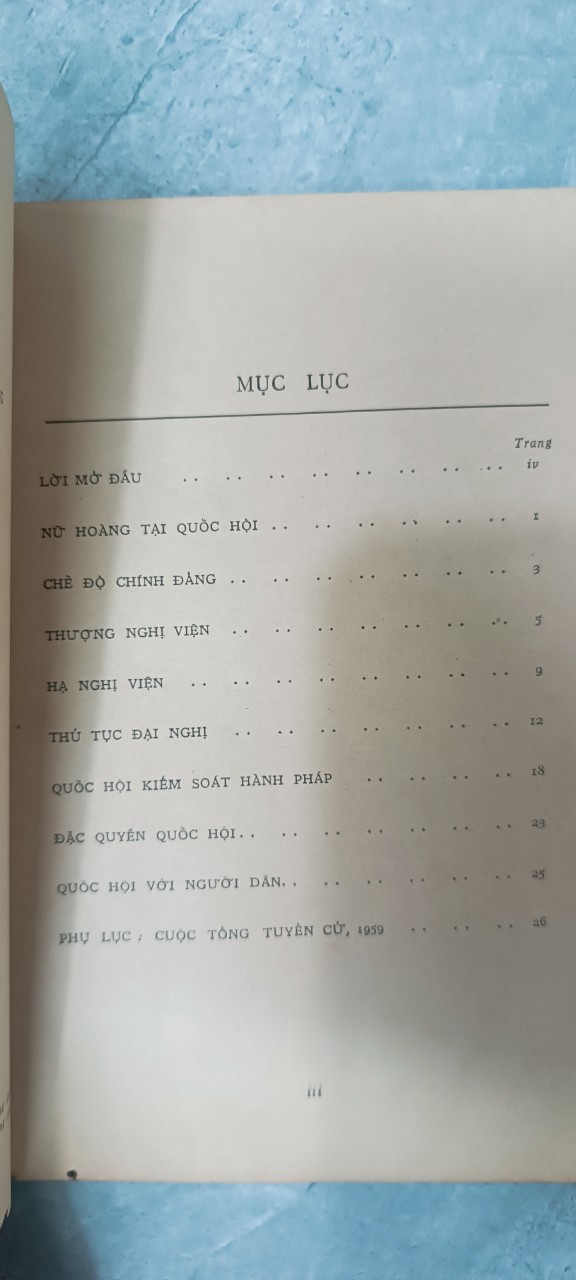 MỤC LỤC
Trang
LỜI MỞ ĐẦU .. .. .. .. .. .. .. .. iv
NỮ HOÀNG TẠI QUỐC HỘI .. .. .. .. .. .. 1
CHẾ ĐỘ CHÍNH ĐẢNG .. .. .. .. .. .. .. 3
THƯỢNG NGHỊ VIỆN .. .. .. .. .. .. .. 5
HẠ NGHỊ VIỆN .. .. .. .. .. .. .. .. 9
THỦ TỤC ĐẠI NGHỊ .. .. .. .. .. .. .. 12
QUỐC HỘI KIỂM SOÁT HÀNH PHÁP .. .. .. .. 18
ĐẶC QUYỀN QUỐC HỘI .. .. .. .. .. .. .. 23
QUỐC HỘI VỚI NGƯỜI DÂN .. .. .. .. .. .. 25
PHỤ LỤC : CUỘC TỔNG TUYỂN CỬ, 1959 .. .. .. 26
iii